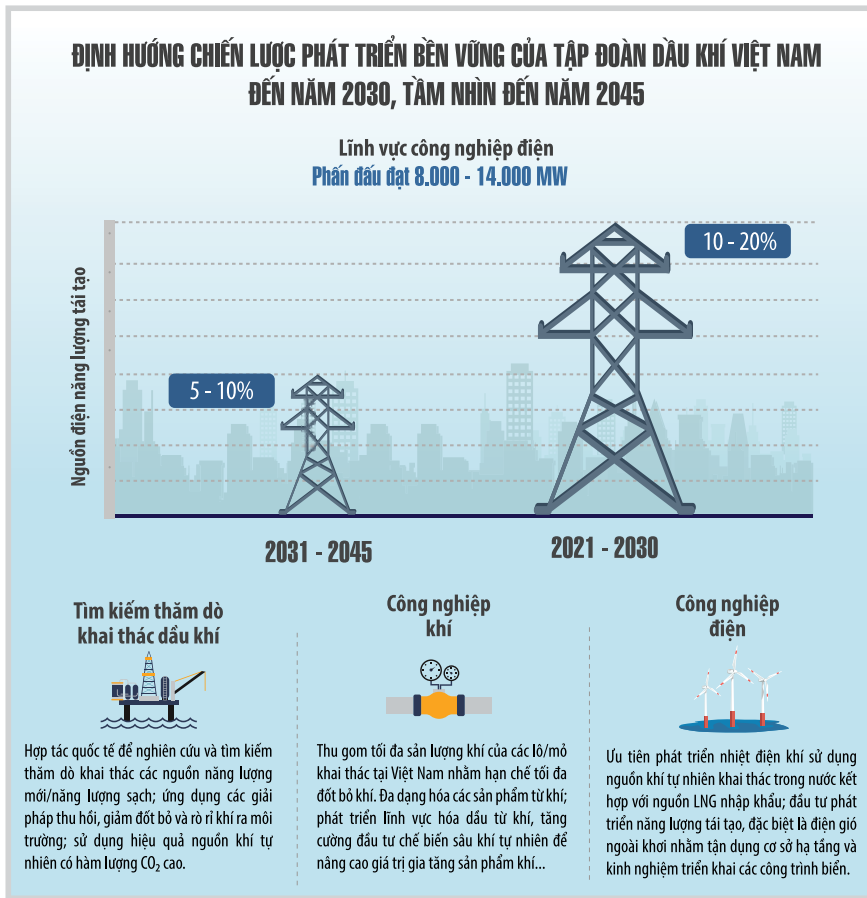 ĐỊNH HƯỚNG CHIẾN LƯỢC PHÁT TRIỂN BỀN VỮNG CỦA TẬP ĐOÀN DẦU KHÍ VIỆT NAM
ĐẾN NĂM 2030, TẦM NHÌN ĐẾN NĂM 2045
Lĩnh vực công nghiệp điện
Phấn đấu đạt 8.000 - 14.000 MW
Nguồn điện năng lượng tái tạo
10 - 20%
5 - 10%
2031 - 2045
2021 - 2030
Tìm kiếm thăm dò
khai thác dầu khí
Hợp tác quốc tế để nghiên cứu và tìm kiếm
thăm dò khai thác các nguồn năng lượng
mới/năng lượng sạch; ứng dụng các giải
pháp thu hồi, giảm đốt bỏ và rò rỉ khí ra môi
trường; sử dụng hiệu quả nguồn khí tự
nhiên có hàm lượng CO₂ cao.
Công nghiệp
khí
Thu gom tối đa sản lượng khí của các lô/mỏ
khai thác tại Việt Nam nhằm hạn chế tối đa
đốt bỏ khí. Đa dạng hóa các sản phẩm từ khí;
phát triển lĩnh vực hóa dầu từ khí, tăng
cường đầu tư chế biến sâu khí tự nhiên để
nâng cao giá trị gia tăng sản phẩm khí...
Công nghiệp
điện
Ưu tiên phát triển nhiệt điện khí sử dụng
nguồn khí tự nhiên khai thác trong nước kết
hợp với nguồn LNG nhập khẩu; đầu tư phát
triển năng lượng tái tạo, đặc biệt là điện gió
ngoài khơi nhằm tận dụng cơ sở hạ tầng và
kinh nghiệm triển khai các công trình biển.